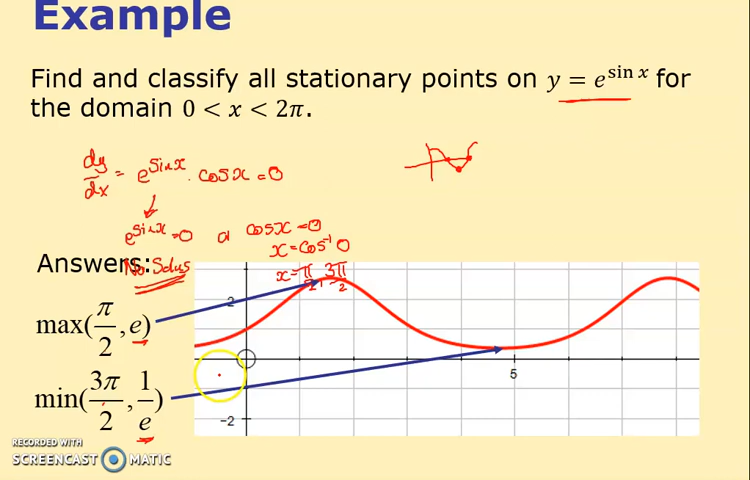 Example
Find and classify all stationary points on y = e^{sin x} for
the domain 0 < x < 2π.
dy/dx = e^{sin x} . cos x = 0
e^{sin x} = 0 or cos x = 0
x = cos⁻¹ 0
x = π/2, 3π/2
No Solns
Answers:
max(π/2, e)
min(3π/2, 1/e)
2
5
-2
RECORDED WITH
SCREENCAST MATIC